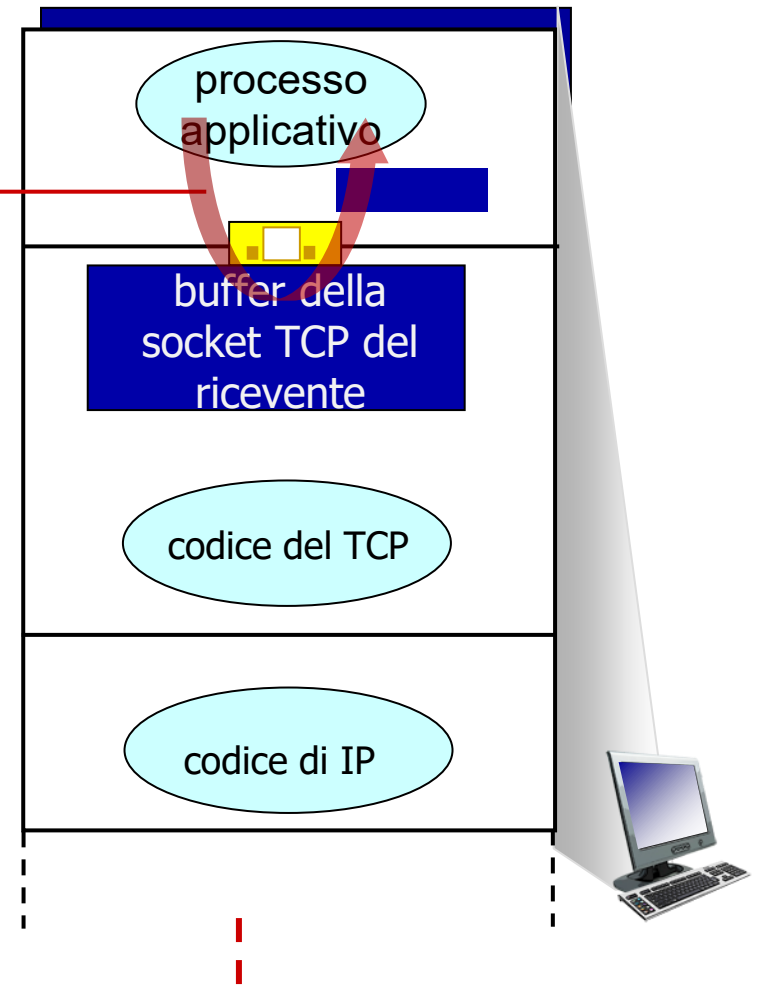 processo
applicativo
buffer della
socket TCP del
ricevente
codice del TCP
codice di IP